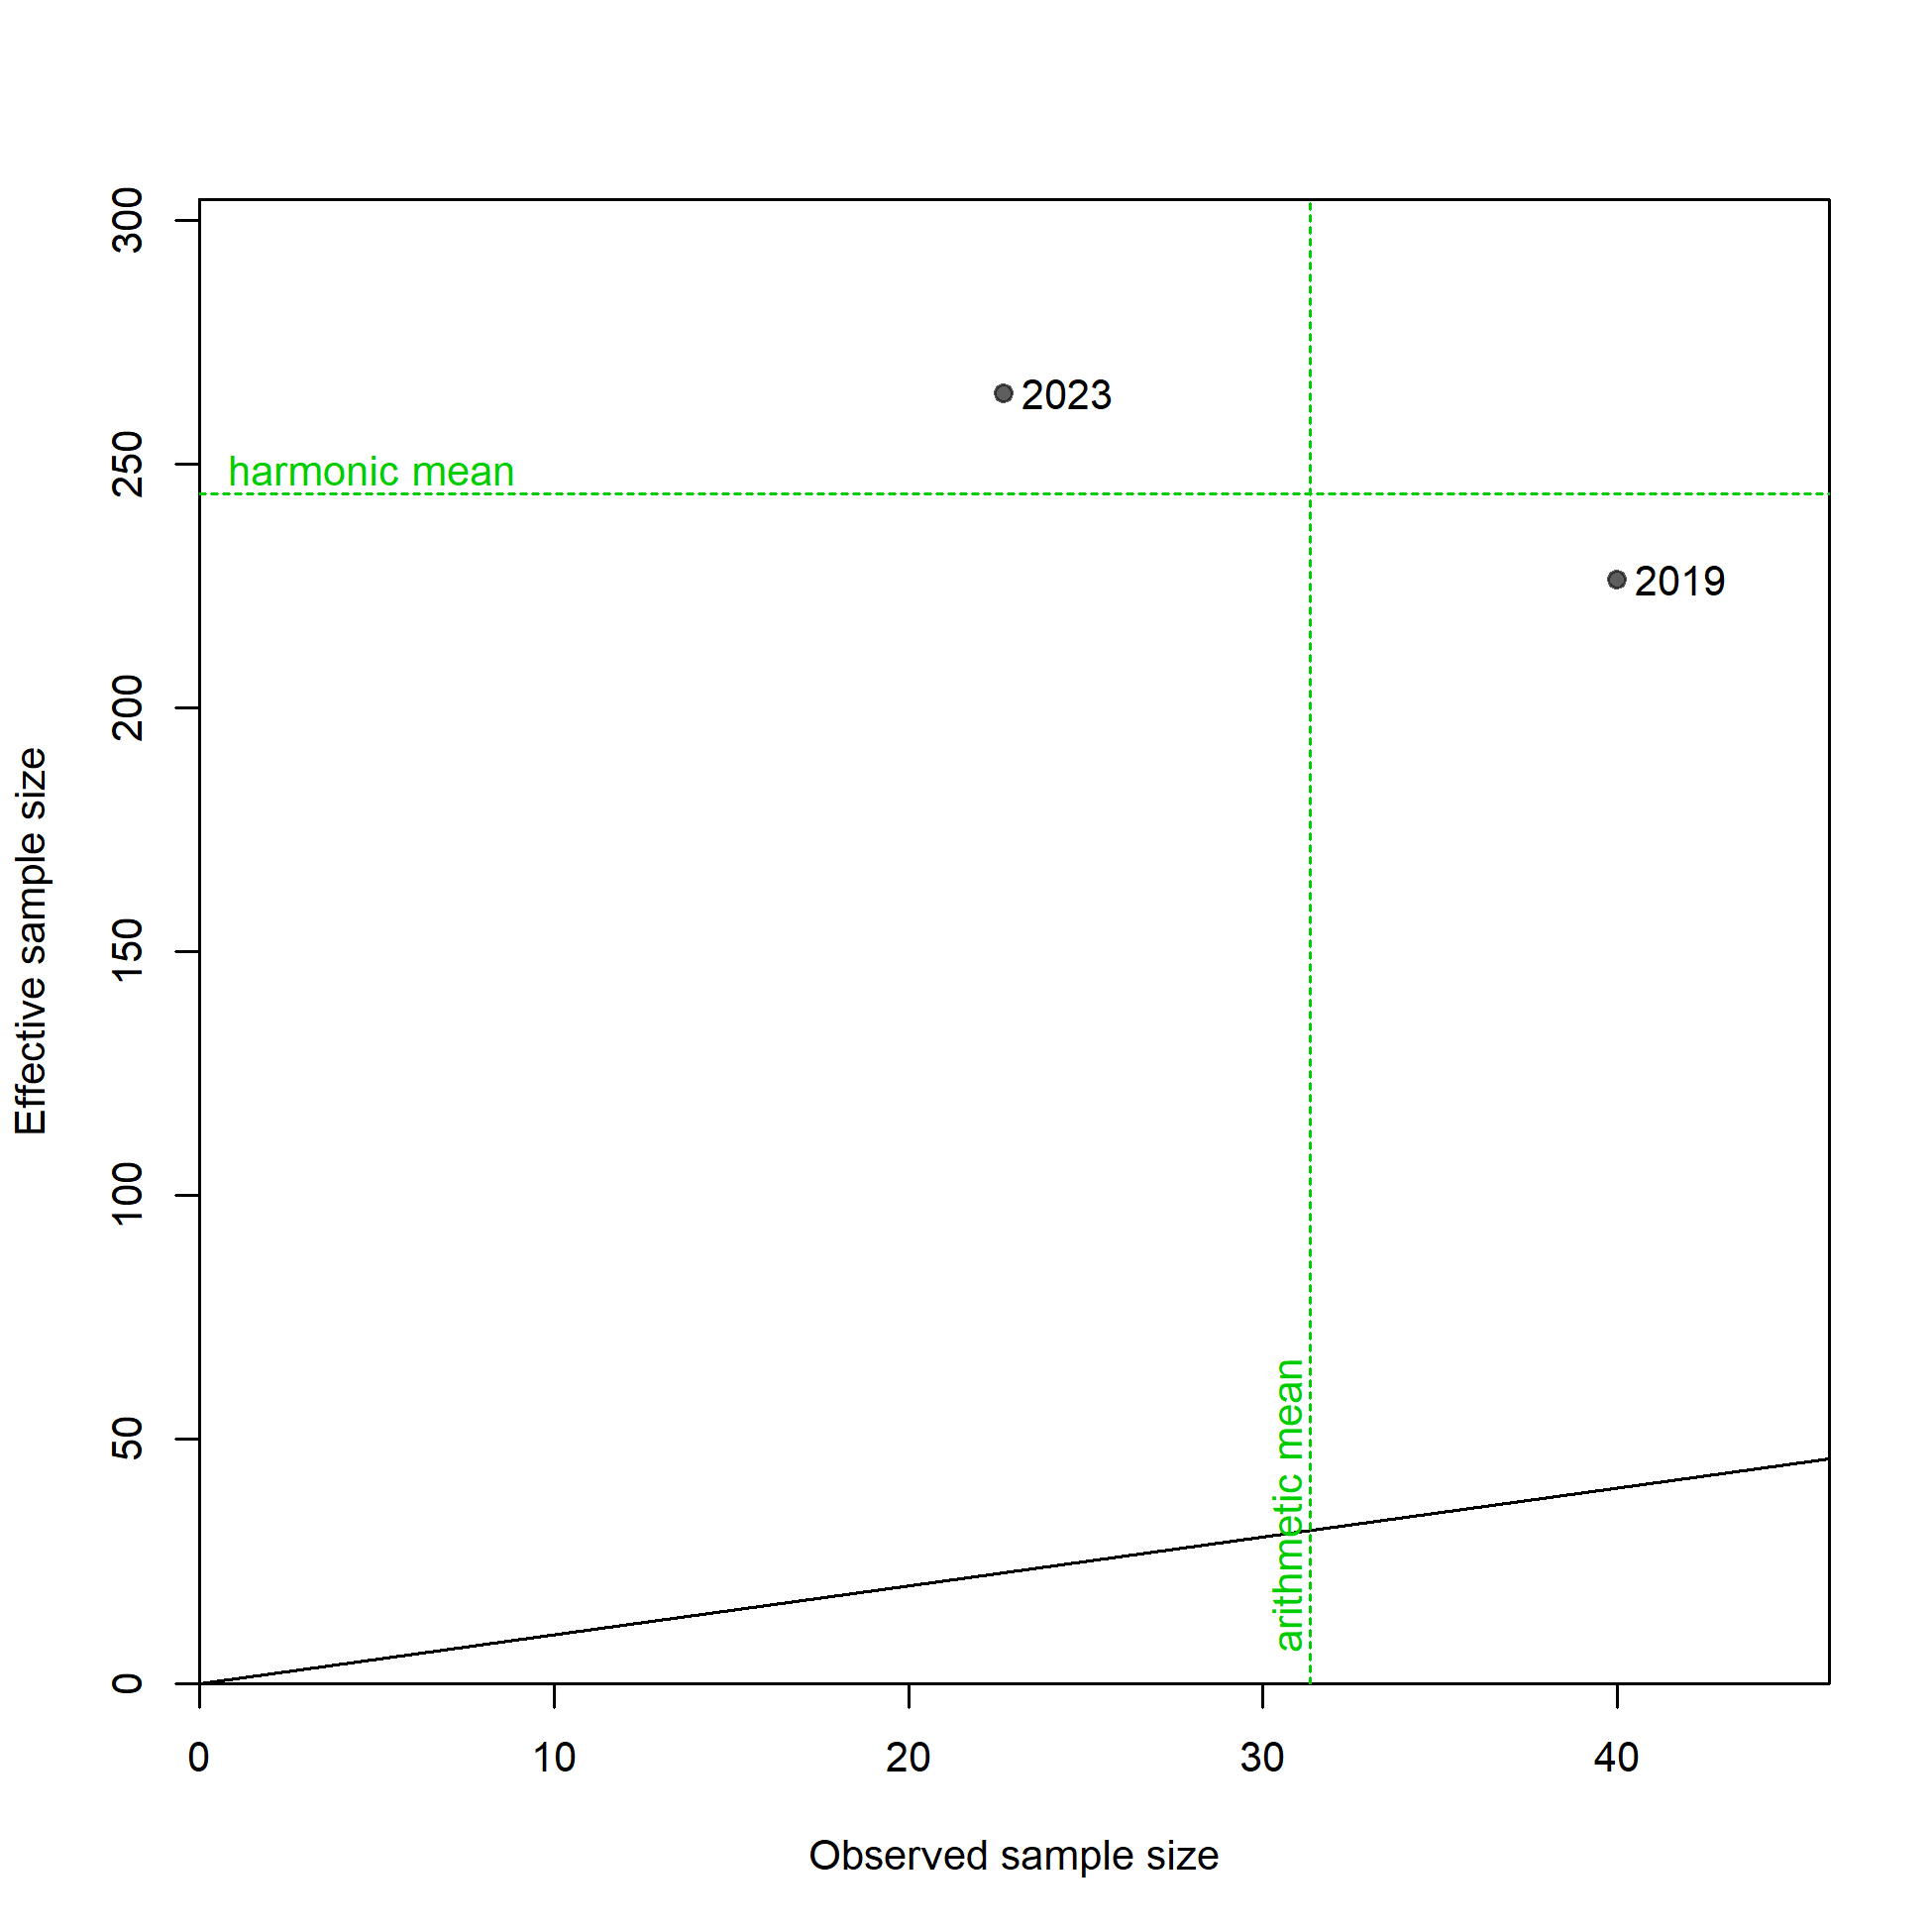 300
250
200
150
100
50
0
Effective sample size
2023
harmonic mean
2019
arithmetic mean
0 10 20 30 40
Observed sample size